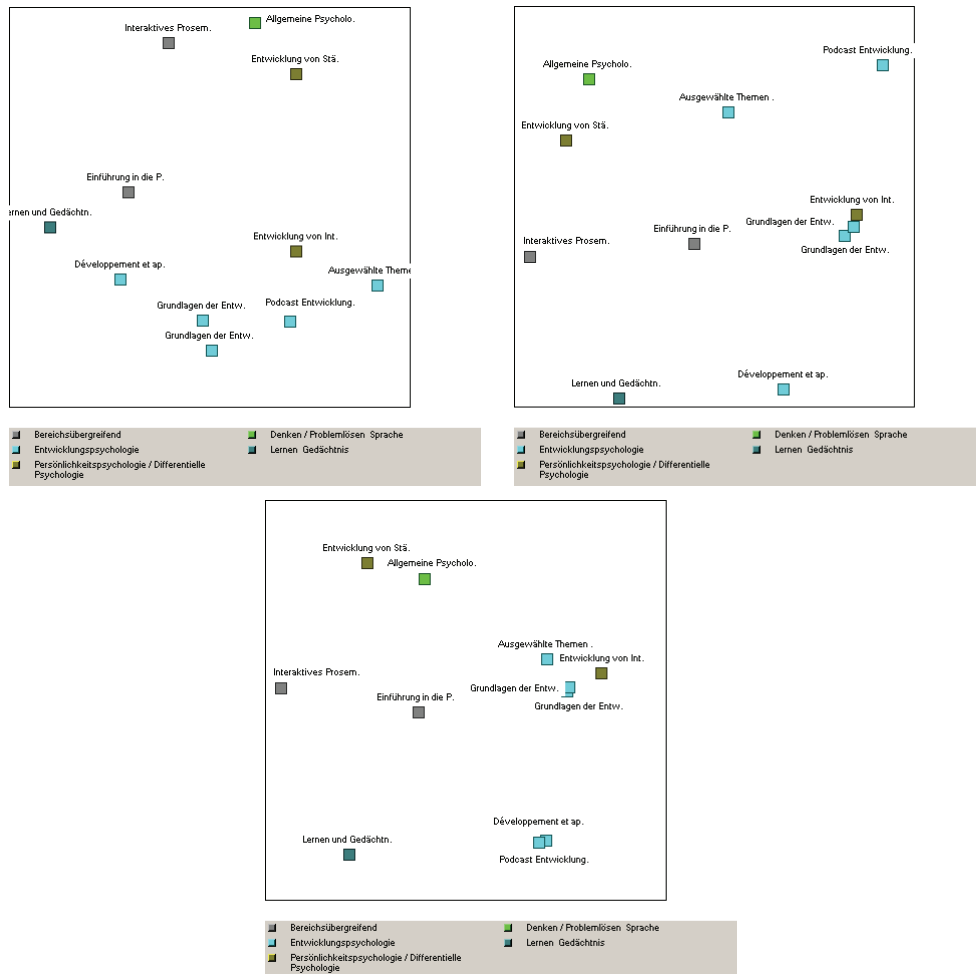 Interaktives Prosem.
Allgemeine Psycholo.
Entwicklung von Stä.
Einführung in die P.
ernen und Gedächtn.
Entwicklung von Int.
Développement et ap.
Ausgewählte Theme
Grundlagen der Entw.
Podcast Entwicklung.
Grundlagen der Entw.
Bereichsübergreifend
Denken / Problemlösen Sprache
Entwicklungspsychologie
Lernen Gedächtnis
Persönlichkeitspsychologie / Differentielle
Psychologie
Podcast Entwicklung.
Allgemeine Psycholo.
Ausgewählte Themen .
Entwicklung von Stä.
Entwicklung von Int.
Grundlagen der Entw.
Einführung in die P.
Interaktives Prosem.
Grundlagen der Entw.
Développement et ap.
Lernen und Gedächtn.
Bereichsübergreifend
Denken / Problemlösen Sprache
Entwicklungspsychologie
Lernen Gedächtnis
Persönlichkeitspsychologie / Differentielle
Psychologie
Entwicklung von Stä.
Allgemeine Psycholo.
Ausgewählte Themen .
Entwicklung von Int.
Interaktives Prosem.
Grundlagen der Entw.
Einführung in die P.
Grundlagen der Entw.
Développement et ap.
Lernen und Gedächtn.
Podcast Entwicklung.
Bereichsübergreifend
Denken / Problemlösen Sprache
Entwicklungspsychologie
Lernen Gedächtnis
Persönlichkeitspsychologie / Differentielle
Psychologie